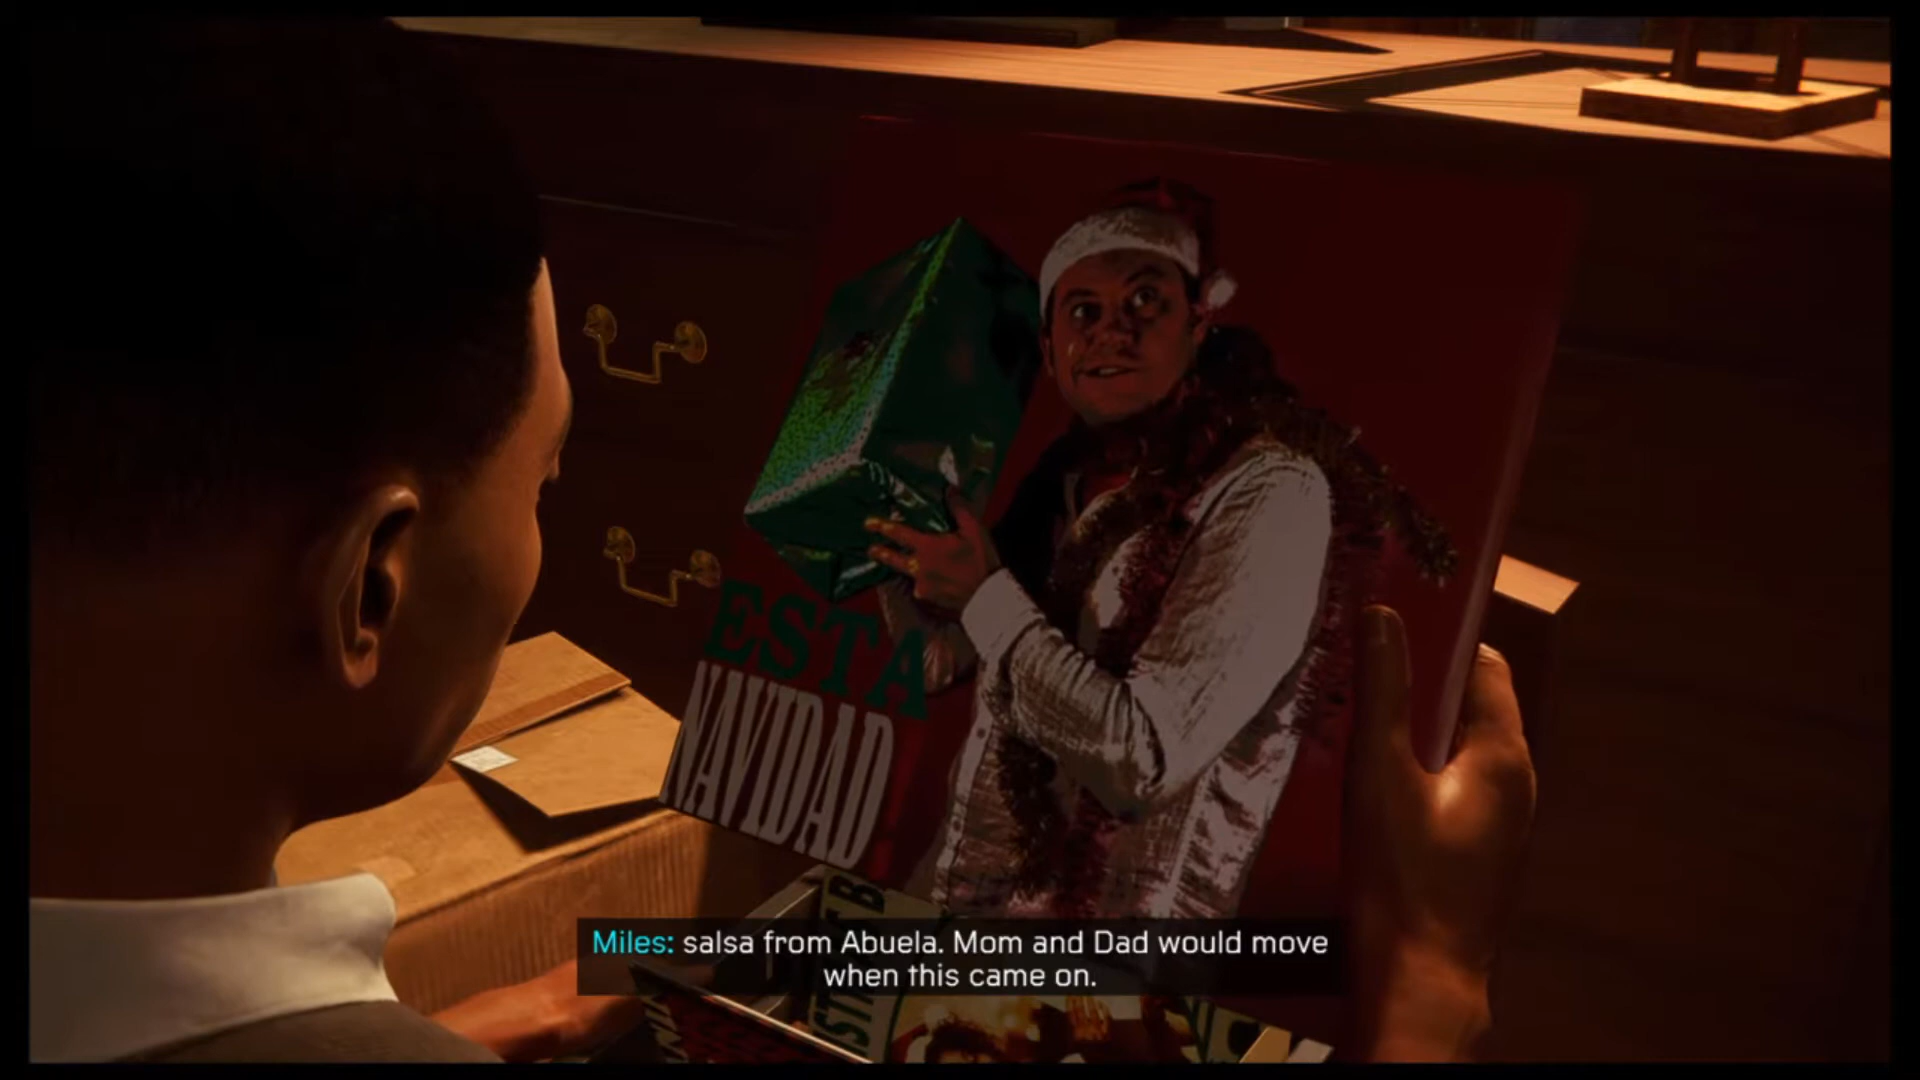 ESTA
NAVIDAD
Miles: salsa from Abuela. Mom and Dad would move
when this came on.